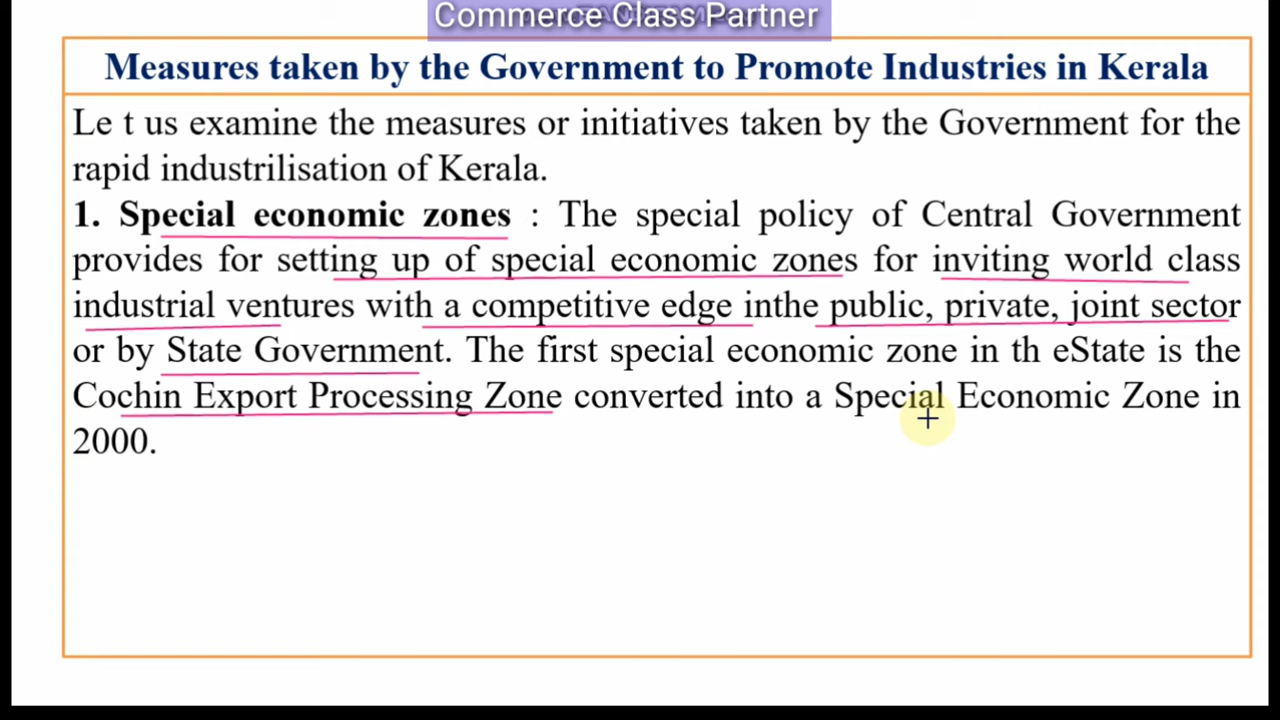 Commerce Class Partner
Measures taken by the Government to Promote Industries in Kerala
Le t us examine the measures or initiatives taken by the Government for the
rapid industrilisation of Kerala.
1. Special economic zones : The special policy of Central Government
provides for setting up of special economic zones for inviting world class
industrial ventures with a competitive edge inthe public, private, joint sector
or by State Government. The first special economic zone in th eState is the
Cochin Export Processing Zone converted into a Special Economic Zone in
2000.